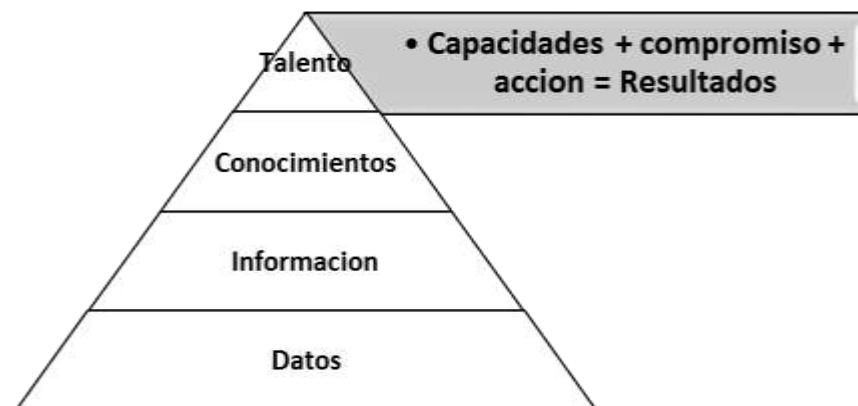 Talento
• Capacidades + compromiso +
accion = Resultados
Conocimientos
Informacion
Datos